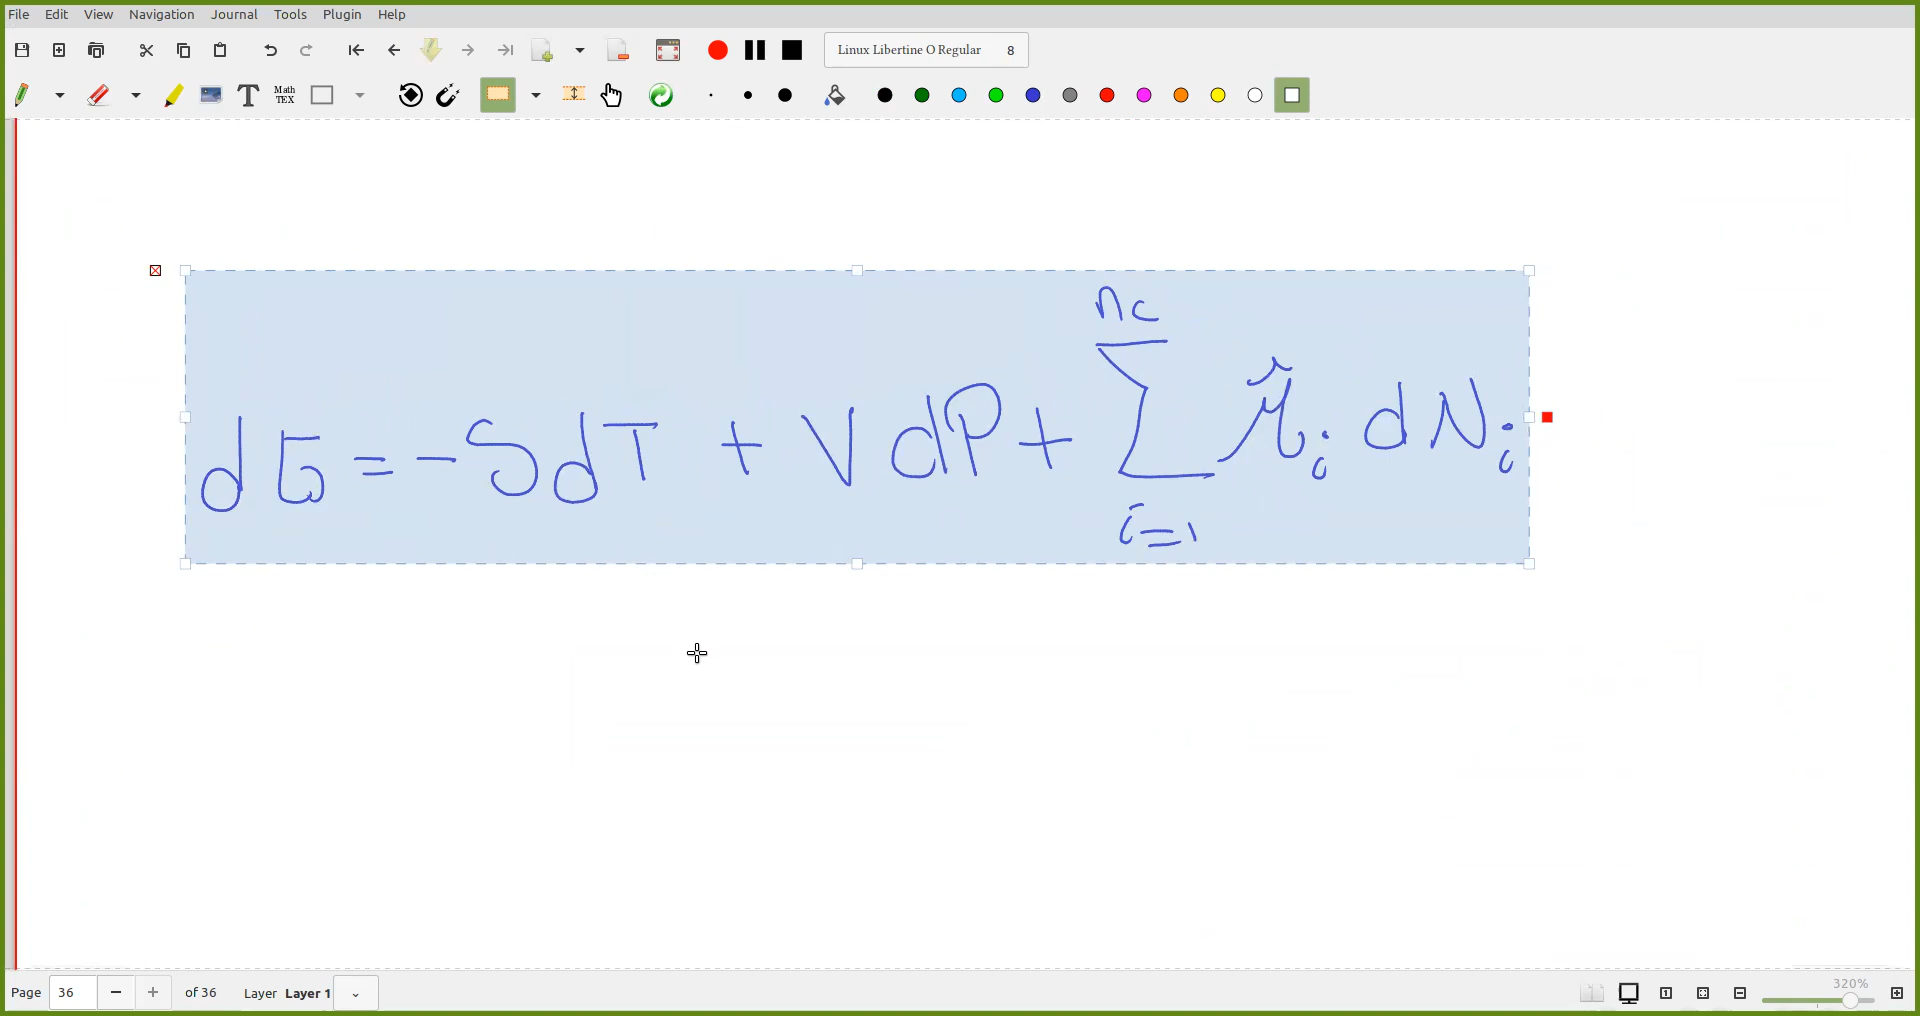 File Edit View Navigation Journal Tools Plugin Help
Linux Libertine O Regular 8
Math TEX
nc
dG = -SdT + VdP + ∑ μ̃i dNi
i=1
Page 36 of 36 Layer Layer 1 320%